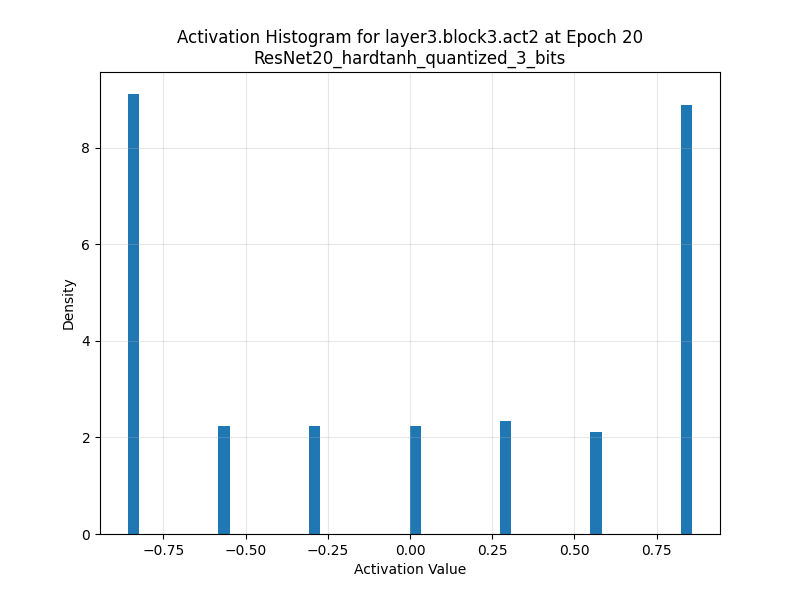 Activation Histogram for layer3.block3.act2 at Epoch 20
ResNet20_hardtanh_quantized_3_bits
Density
8
6
4
2
0
−0.75 −0.50 −0.25 0.00 0.25 0.50 0.75
Activation Value